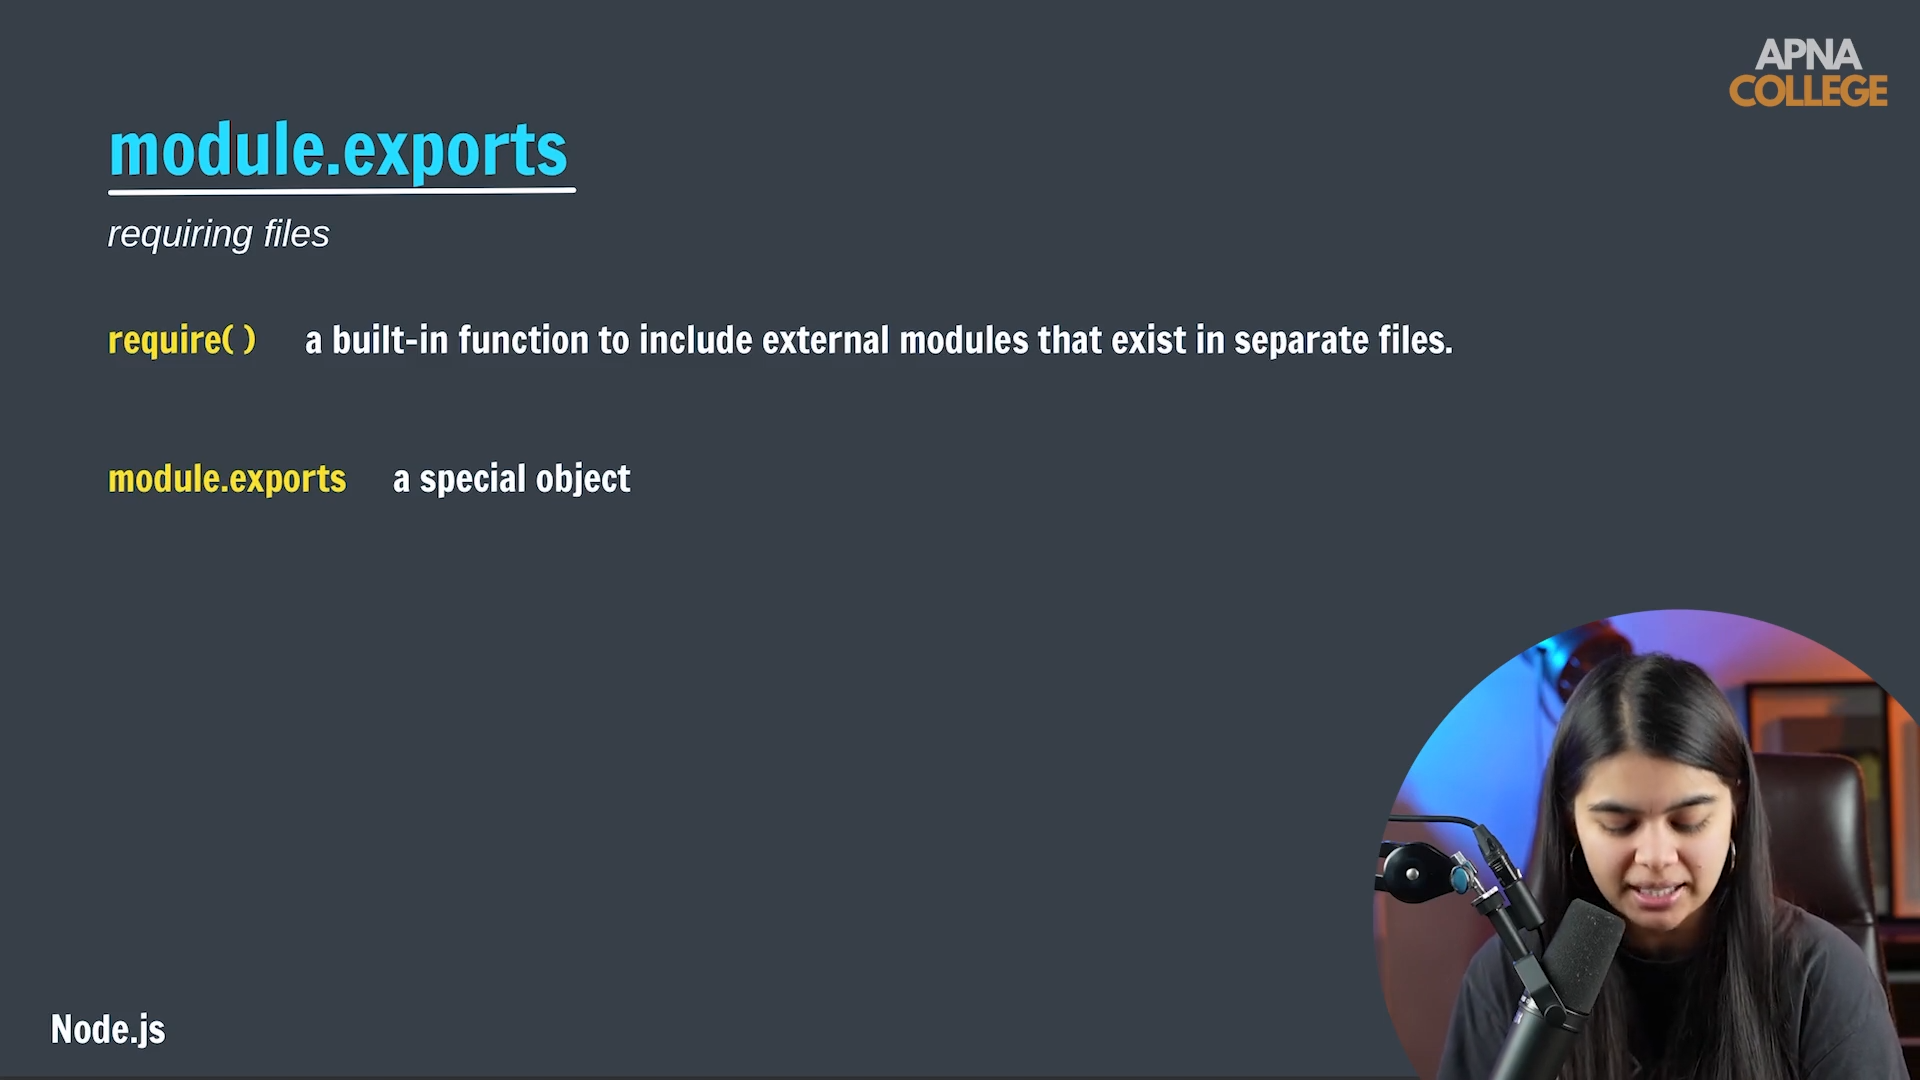 APNA
COLLEGE
module.exports
requiring files
require( ) a built-in function to include external modules that exist in separate files.
module.exports a special object
Node.js